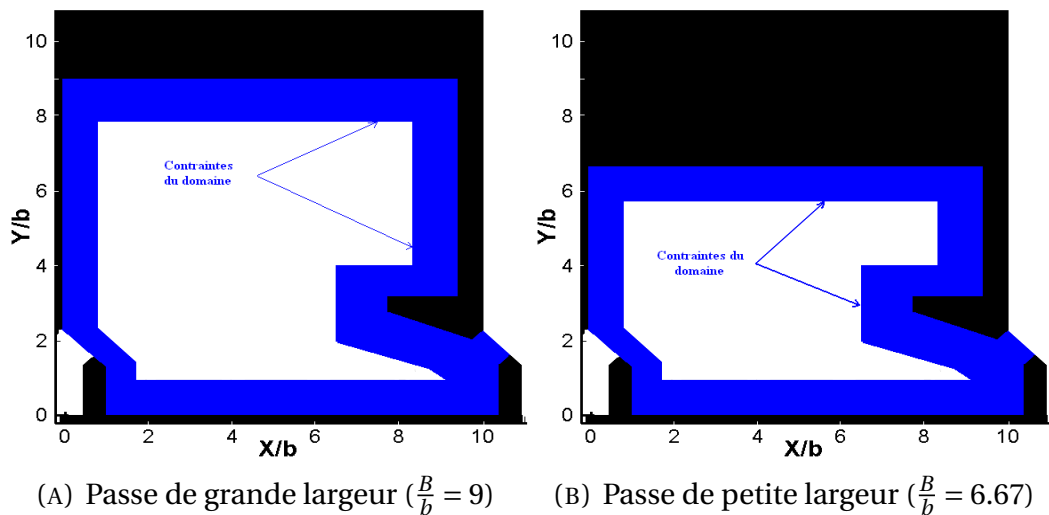 10
8
6
4
2
0
Y/b
Contraintes
du domaine
0
2
4
6
8
10
X/b
(A) Passe de grande largeur (B/b = 9)
10
8
6
4
2
0
Y/b
Contraintes du
domaine
0
2
4
6
8
10
X/b
(B) Passe de petite largeur (B/b = 6.67)